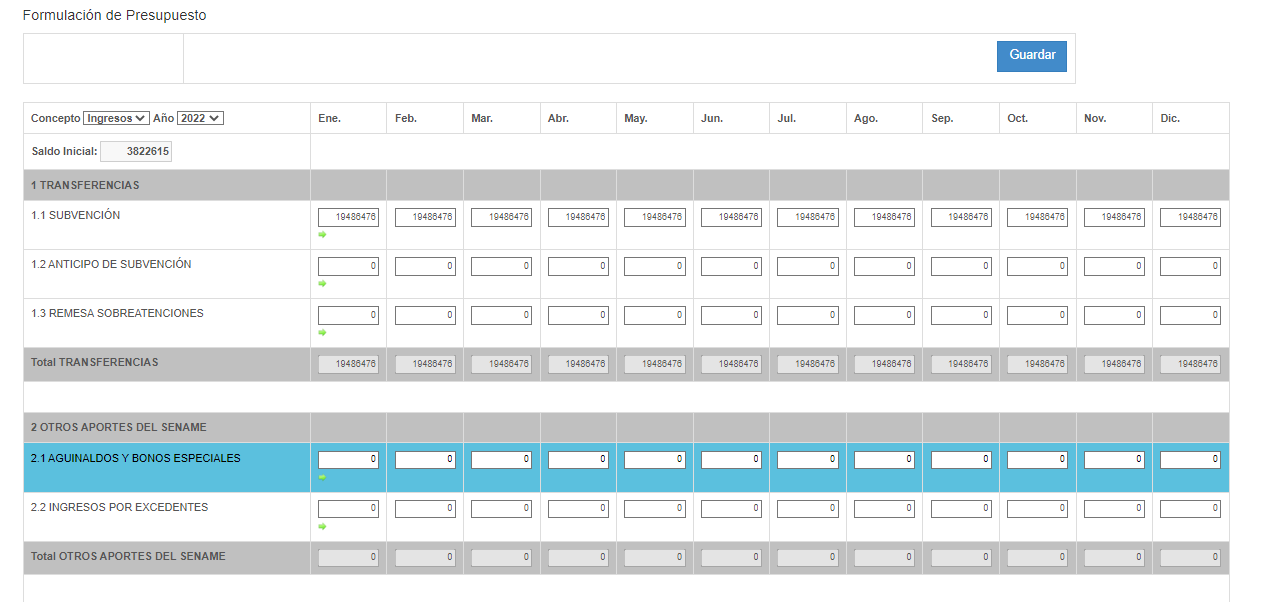 Formulación de Presupuesto
Guardar
Concepto Ingresos Año 2022 Ene. Feb. Mar. Abr. May. Jun. Jul. Ago. Sep. Oct. Nov. Dic.
Saldo Inicial: 3822615
1 TRANSFERENCIAS
1.1 SUBVENCIÓN 19486476 19486476 19486476 19486476 19486476 19486476 19486476 19486476 19486476 19486476 19486476 19486476
1.2 ANTICIPO DE SUBVENCIÓN 0 0 0 0 0 0 0 0 0 0 0 0
1.3 REMESA SOBREATENCIONES 0 0 0 0 0 0 0 0 0 0 0 0
Total TRANSFERENCIAS 19486476 19486476 19486476 19486476 19486476 19486476 19486476 19486476 19486476 19486476 19486476 19486476
2 OTROS APORTES DEL SENAME
2.1 AGUINALDOS Y BONOS ESPECIALES 0 0 0 0 0 0 0 0 0 0 0 0
2.2 INGRESOS POR EXCEDENTES 0 0 0 0 0 0 0 0 0 0 0 0
Total OTROS APORTES DEL SENAME 0 0 0 0 0 0 0 0 0 0 0 0